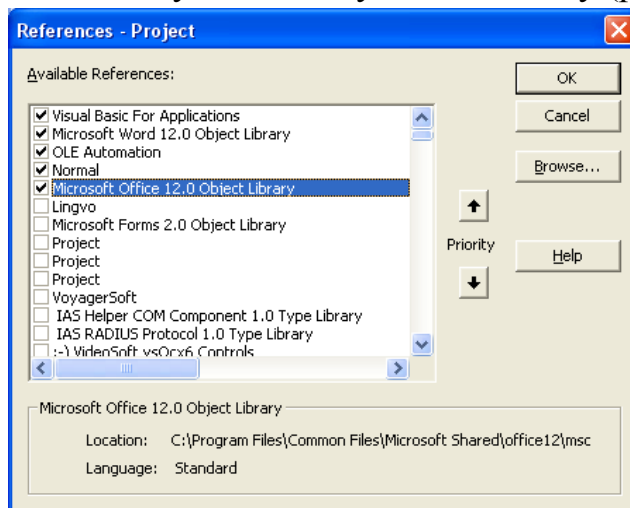 References - Project
Available References:
OK
Visual Basic For Applications
Microsoft Word 12.0 Object Library
OLE Automation
Normal
Microsoft Office 12.0 Object Library
Lingvo
Microsoft Forms 2.0 Object Library
Project
Project
Project
VoyagerSoft
IAS Helper COM Component 1.0 Type Library
IAS RADIUS Protocol 1.0 Type Library
:-) VideoSoft vsOcx6 Controls
Cancel
Browse...
Priority
Help
Microsoft Office 12.0 Object Library
Location: C:\Program Files\Common Files\Microsoft Shared\office12\msc
Language: Standard